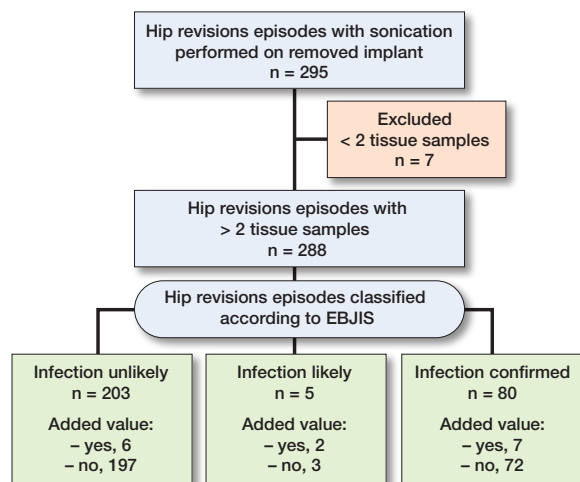 Hip revisions episodes with sonication
performed on removed implant
n = 295
Excluded
< 2 tissue samples
n = 7
Hip revisions episodes with
> 2 tissue samples
n = 288
Hip revisions episodes classified
according to EBJIS
Infection unlikely
n = 203
Added value:
– yes, 6
– no, 197
Infection likely
n = 5
Added value:
– yes, 2
– no, 3
Infection confirmed
n = 80
Added value:
– yes, 7
– no, 72